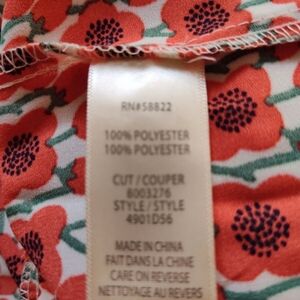 RN#58822
100% POLYESTER
100% POLYESTER
CUT / COUPER
8003276
STYLE / STYLE
4901D56
MADE IN CHINA
FAIT DANS LA CHINE
CARE ON REVERSE
NETTOYAGE AU REVERS